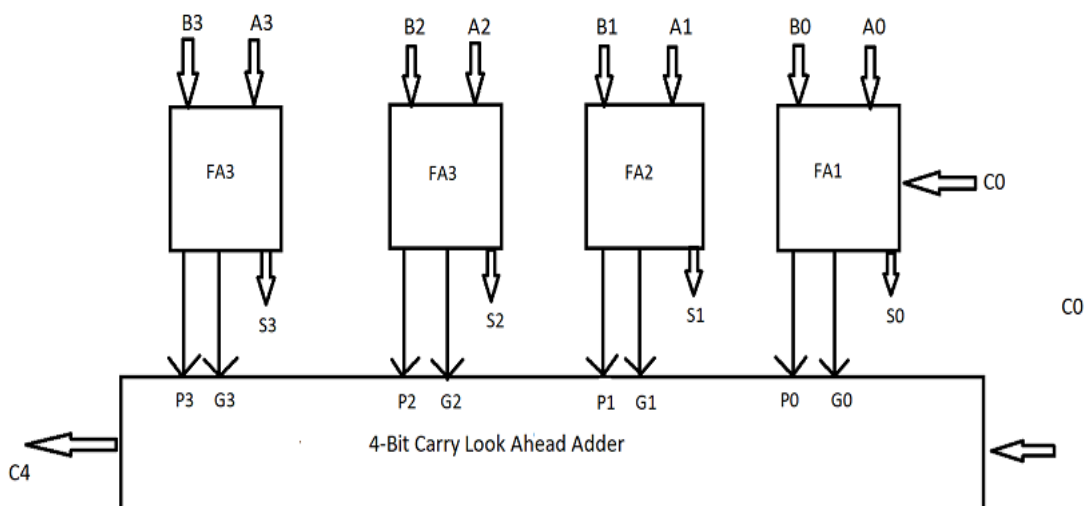 B3 A3 B2 A2 B1 A1 B0 A0
FA3 FA3 FA2 FA1
C0
S3 S2 S1 S0
C0
P3 G3 P2 G2 P1 G1 P0 G0
4-Bit Carry Look Ahead Adder
C4